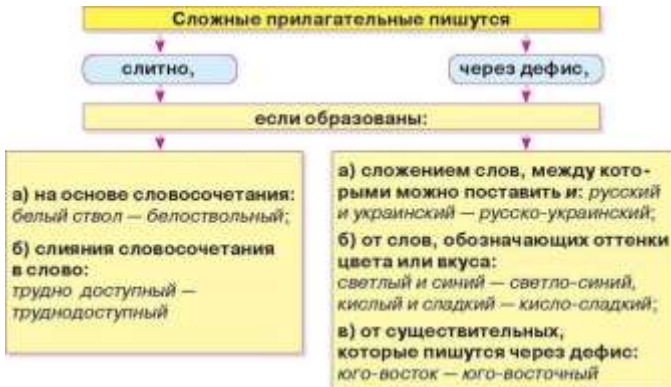 Сложные прилагательные пишутся
слитно,
через дефис,
если образованы:
а) на основе словосочетания:
белый ствол — белоствольный;
б) слияния словосочетания
в слово:
трудно доступный —
труднодоступный
а) сложением слов, между кото-
рыми можно поставить и: русский
и украинский — русско-украинский;
б) от слов, обозначающих оттенки
цвета или вкуса:
светлый и синий — светло-синий,
кислый и сладкий — кисло-сладкий;
в) от существительных,
которые пишутся через дефис:
юго-восток — юго-восточный